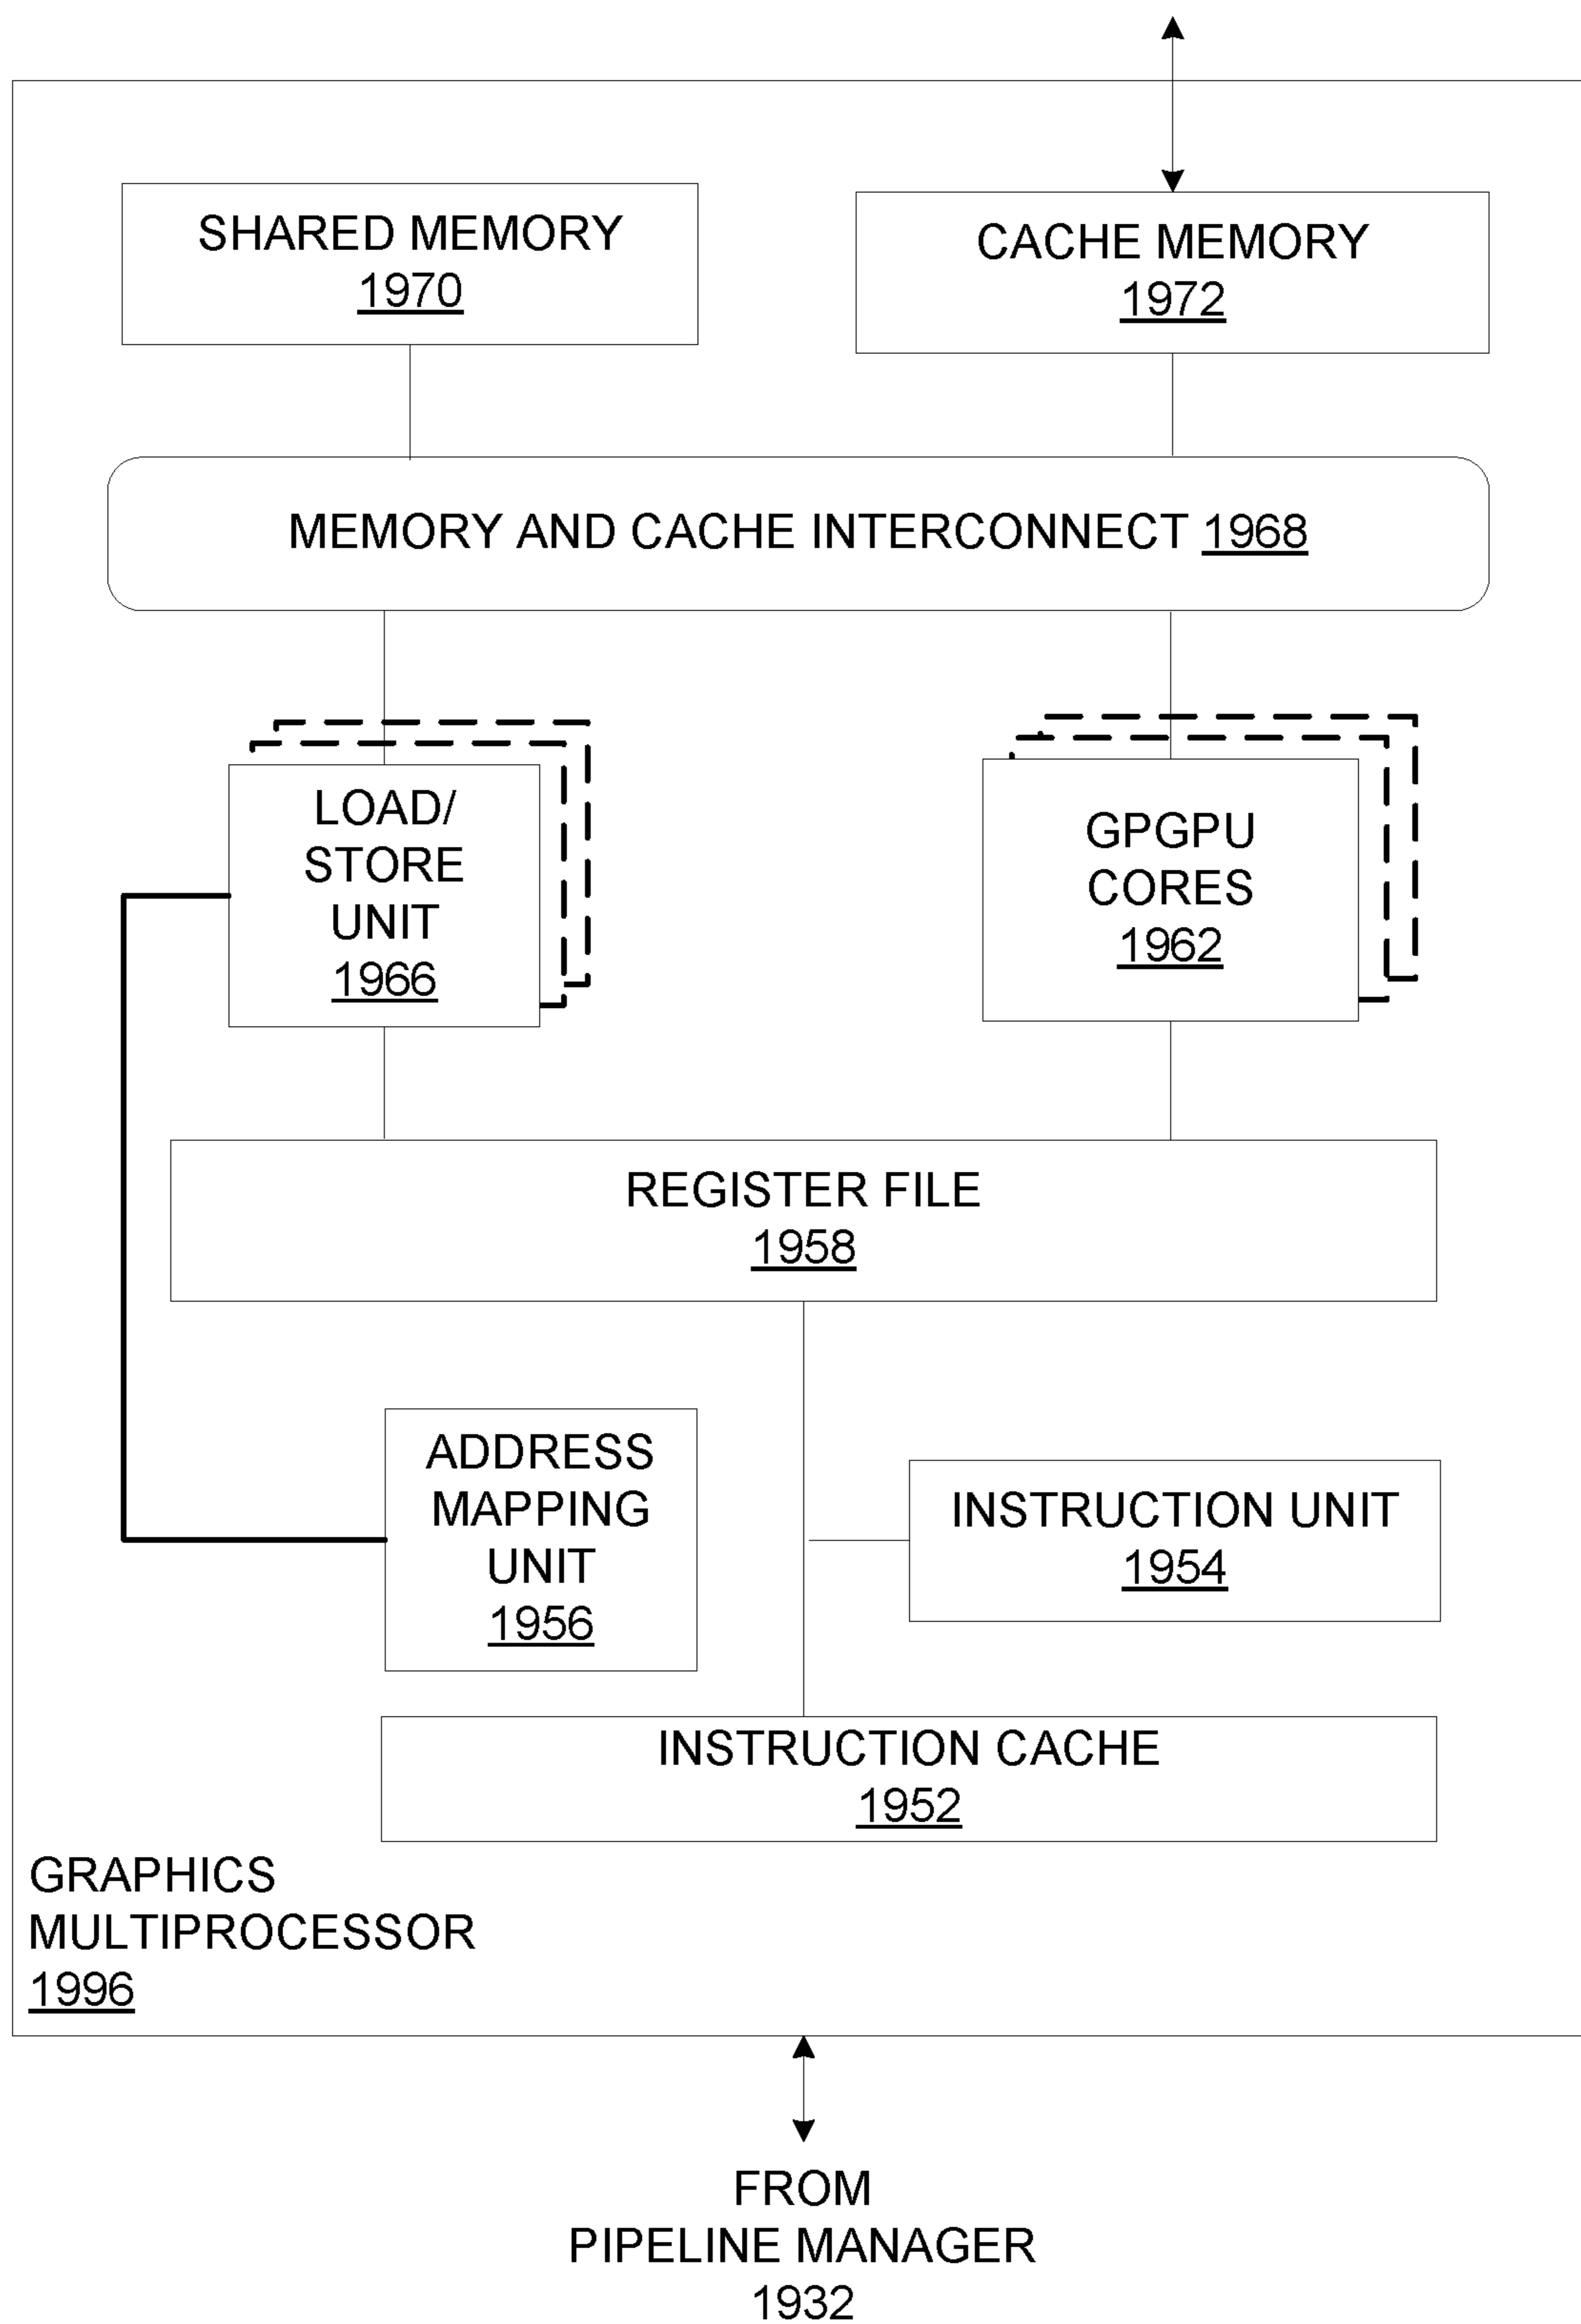 SHARED MEMORY
1970
CACHE MEMORY
1972
MEMORY AND CACHE INTERCONNECT 1968
LOAD/
STORE
UNIT
1966
GPGPU
CORES
1962
REGISTER FILE
1958
ADDRESS
MAPPING
UNIT
1956
INSTRUCTION UNIT
1954
INSTRUCTION CACHE
1952
GRAPHICS
MULTIPROCESSOR
1996
FROM
PIPELINE MANAGER
1932